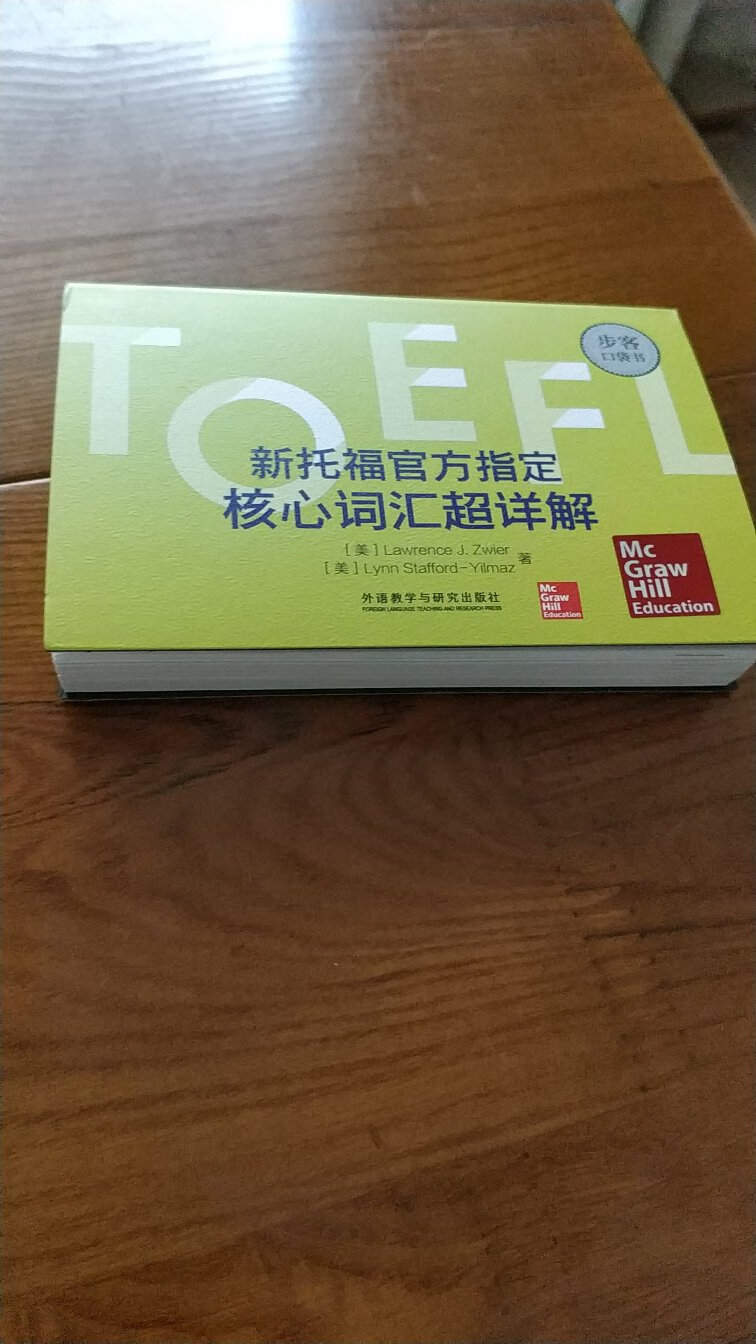 TOEFL
步客
口袋书
新托福官方指定
核心词汇超详解
[美] Lawrence J. Zwier
[美] Lynn Stafford-Yilmaz 著
外语教学与研究出版社
FOREIGN LANGUAGE TEACHING AND RESEARCH PRESS
Mc
Graw
Hill
Education
Mc
Graw
Hill
Education